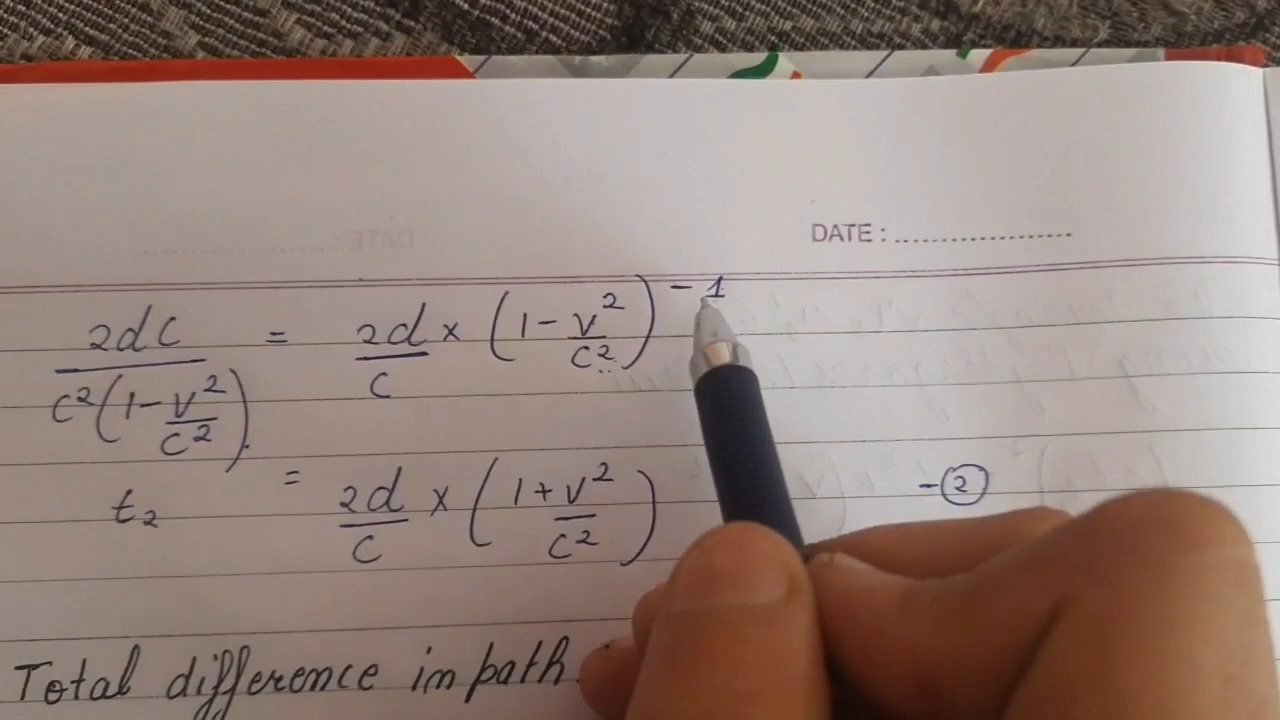 DATE : ......................
2dc / c²(1 - v²/c²) = 2d/c × (1 - v²/c²)⁻¹
t₂ = 2d/c × (1 + v²/c²) -②
Total difference in path